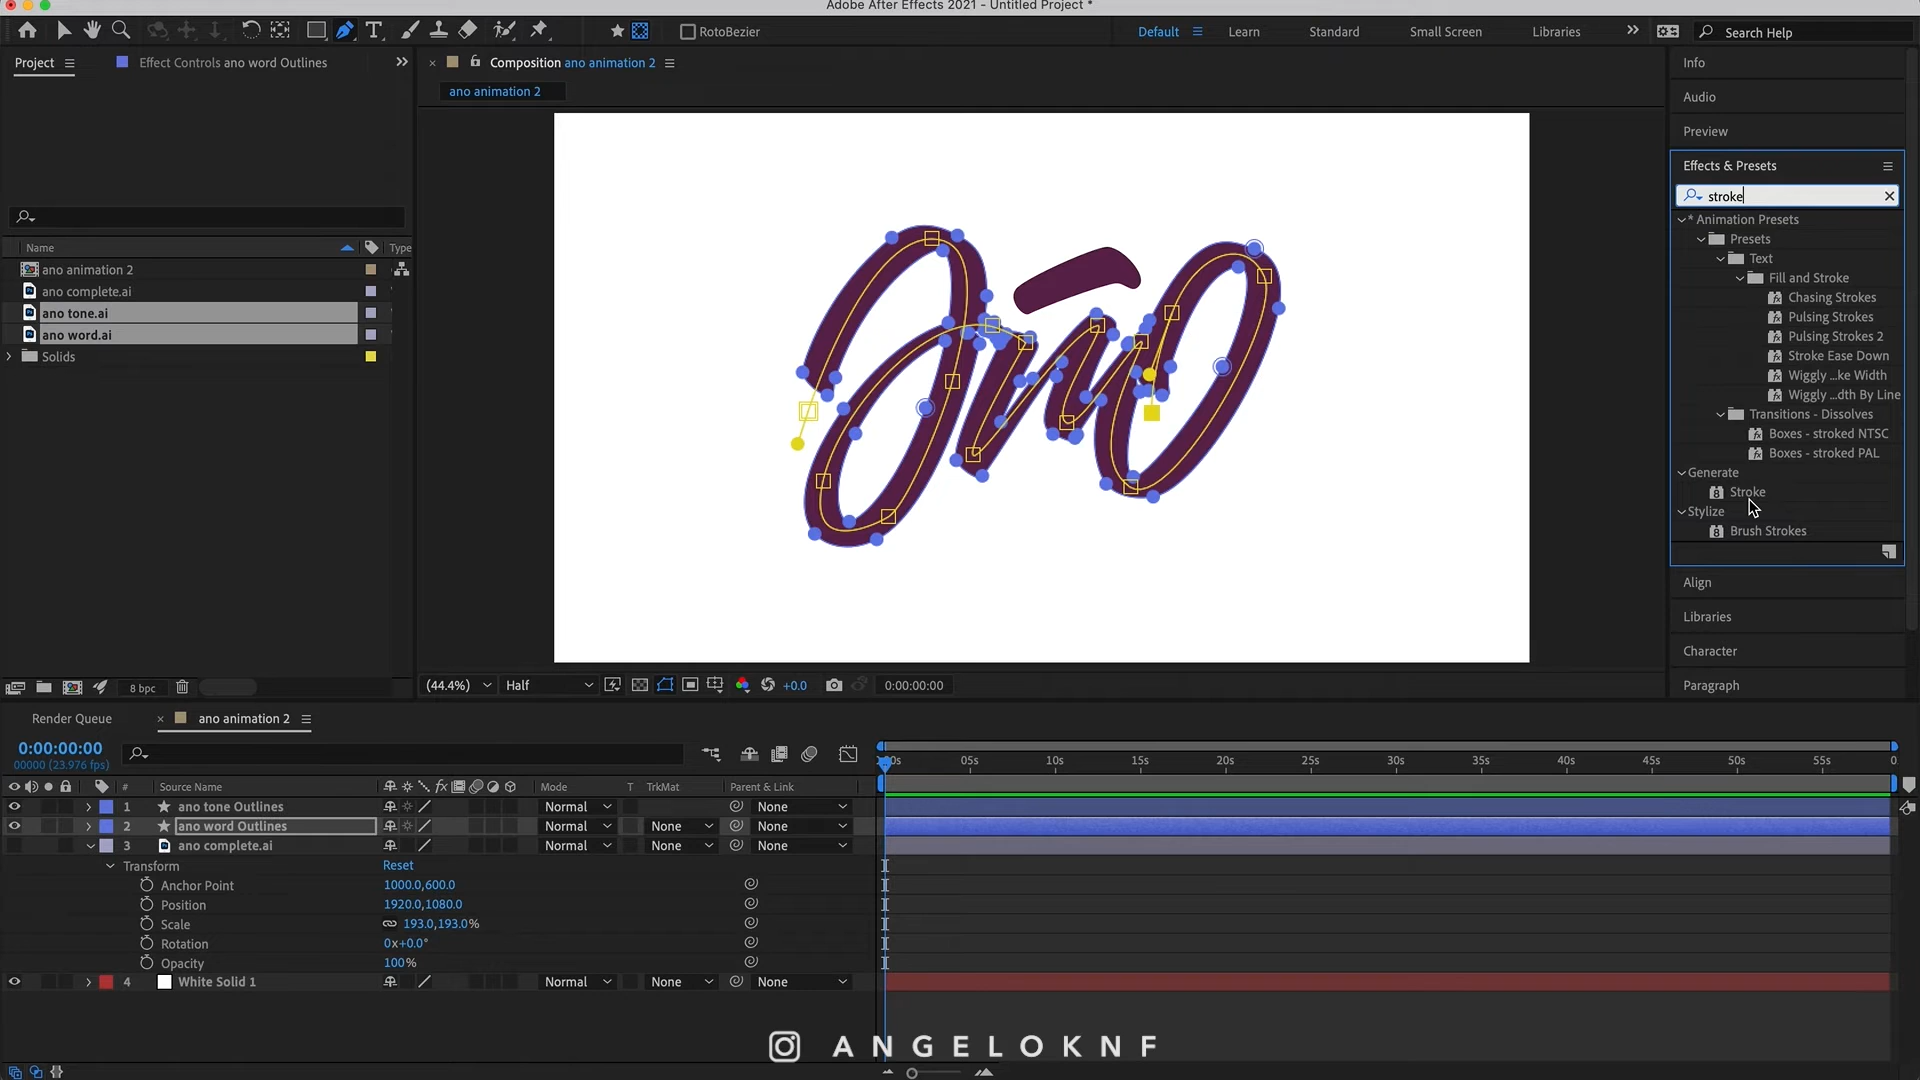 Adobe After Effects 2021 - Untitled Project *
RotoBezier
Default
Learn
Standard
Small Screen
Libraries
Search Help
Project
Effect Controls ano word Outlines
Composition ano animation 2
ano animation 2
Name
Type
ano animation 2
ano complete.ai
ano tone.ai
ano word.ai
Solids
8 bpc
āno
(44.4%)
Half
+0.0
0:00:00:00
Info
Audio
Preview
Effects & Presets
stroke
* Animation Presets
Presets
Text
Fill and Stroke
Chasing Strokes
Pulsing Strokes
Pulsing Strokes 2
Stroke Ease Down
Wiggly ...ke Width
Wiggly ...dth By Line
Transitions - Dissolves
Boxes - stroked NTSC
Boxes - stroked PAL
Generate
Stroke
Stylize
Brush Strokes
Align
Libraries
Character
Paragraph
Render Queue
ano animation 2
0:00:00:00
00000 (23.976 fps)
05s 10s 15s 20s 25s 30s 35s 40s 45s 50s 55s
# Source Name Mode T TrkMat Parent & Link
1 ano tone Outlines Normal None
2 ano word Outlines Normal None None
3 ano complete.ai Normal None None
Transform Reset
Anchor Point 1000.0,600.0
Position 1920.0,1080.0
Scale 193.0,193.0%
Rotation 0x+0.0°
Opacity 100%
4 White Solid 1 Normal None None
ANGELOKNF